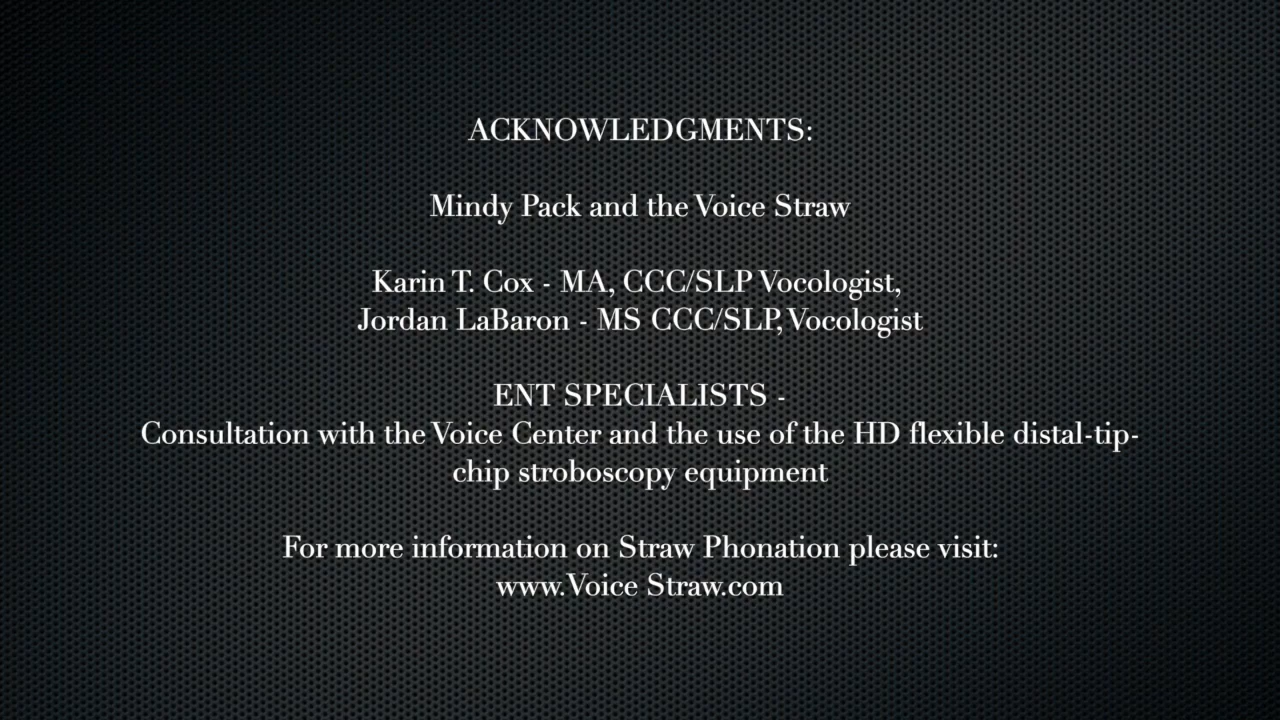 ACKNOWLEDGMENTS:
Mindy Pack and the Voice Straw
Karin T. Cox - MA, CCC/SLP Vocologist,
Jordan LaBaron - MS CCC/SLP, Vocologist
ENT SPECIALISTS -
Consultation with the Voice Center and the use of the HD flexible distal-tip-
chip stroboscopy equipment
For more information on Straw Phonation please visit:
www.Voice Straw.com